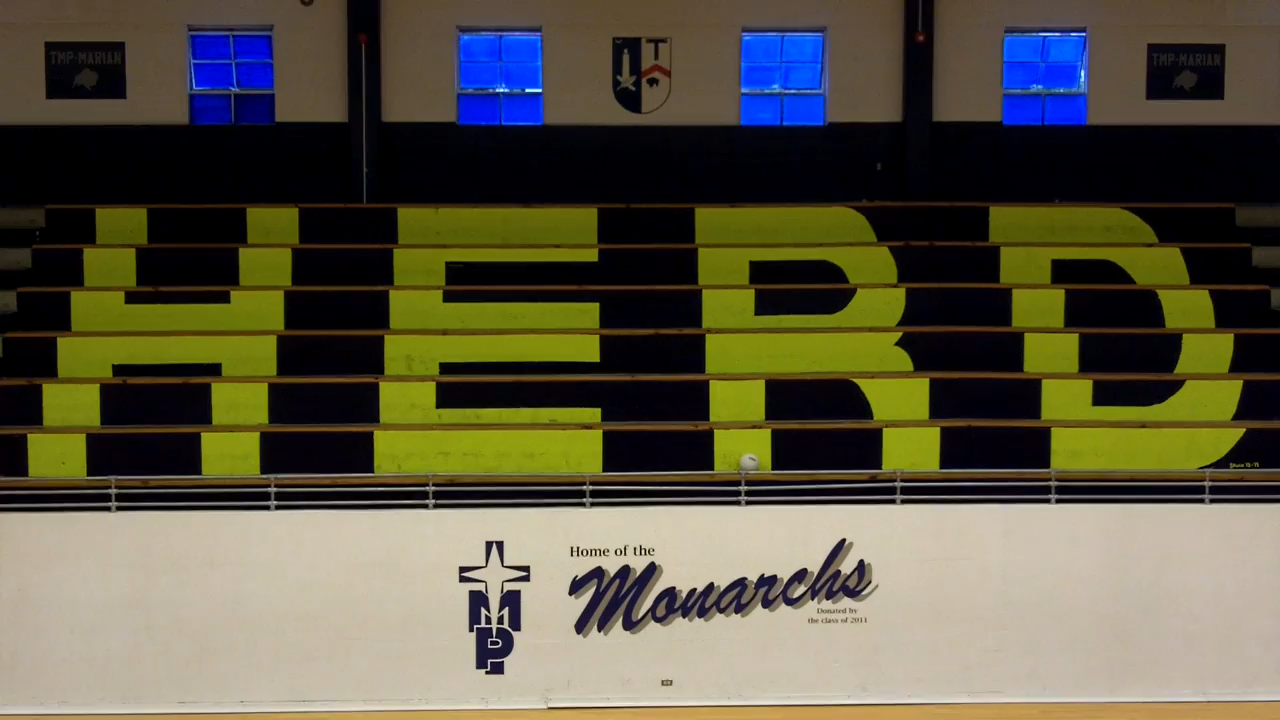 TMP-MARIAN
T
TMP-MARIAN
HERD
Home of the
Monarchs
Donated by
the class of 2011
TMP